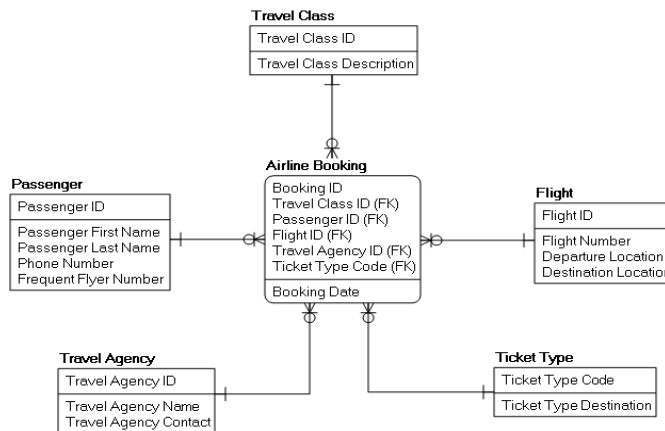 Travel Class
Travel Class ID
Travel Class Description
Airline Booking
Booking ID
Travel Class ID (FK)
Passenger ID (FK)
Flight ID (FK)
Travel Agency ID (FK)
Ticket Type Code (FK)
Booking Date
Passenger
Passenger ID
Passenger First Name
Passenger Last Name
Phone Number
Frequent Flyer Number
Flight
Flight ID
Flight Number
Departure Location
Destination Location
Travel Agency
Travel Agency ID
Travel Agency Name
Travel Agency Contact
Ticket Type
Ticket Type Code
Ticket Type Destination